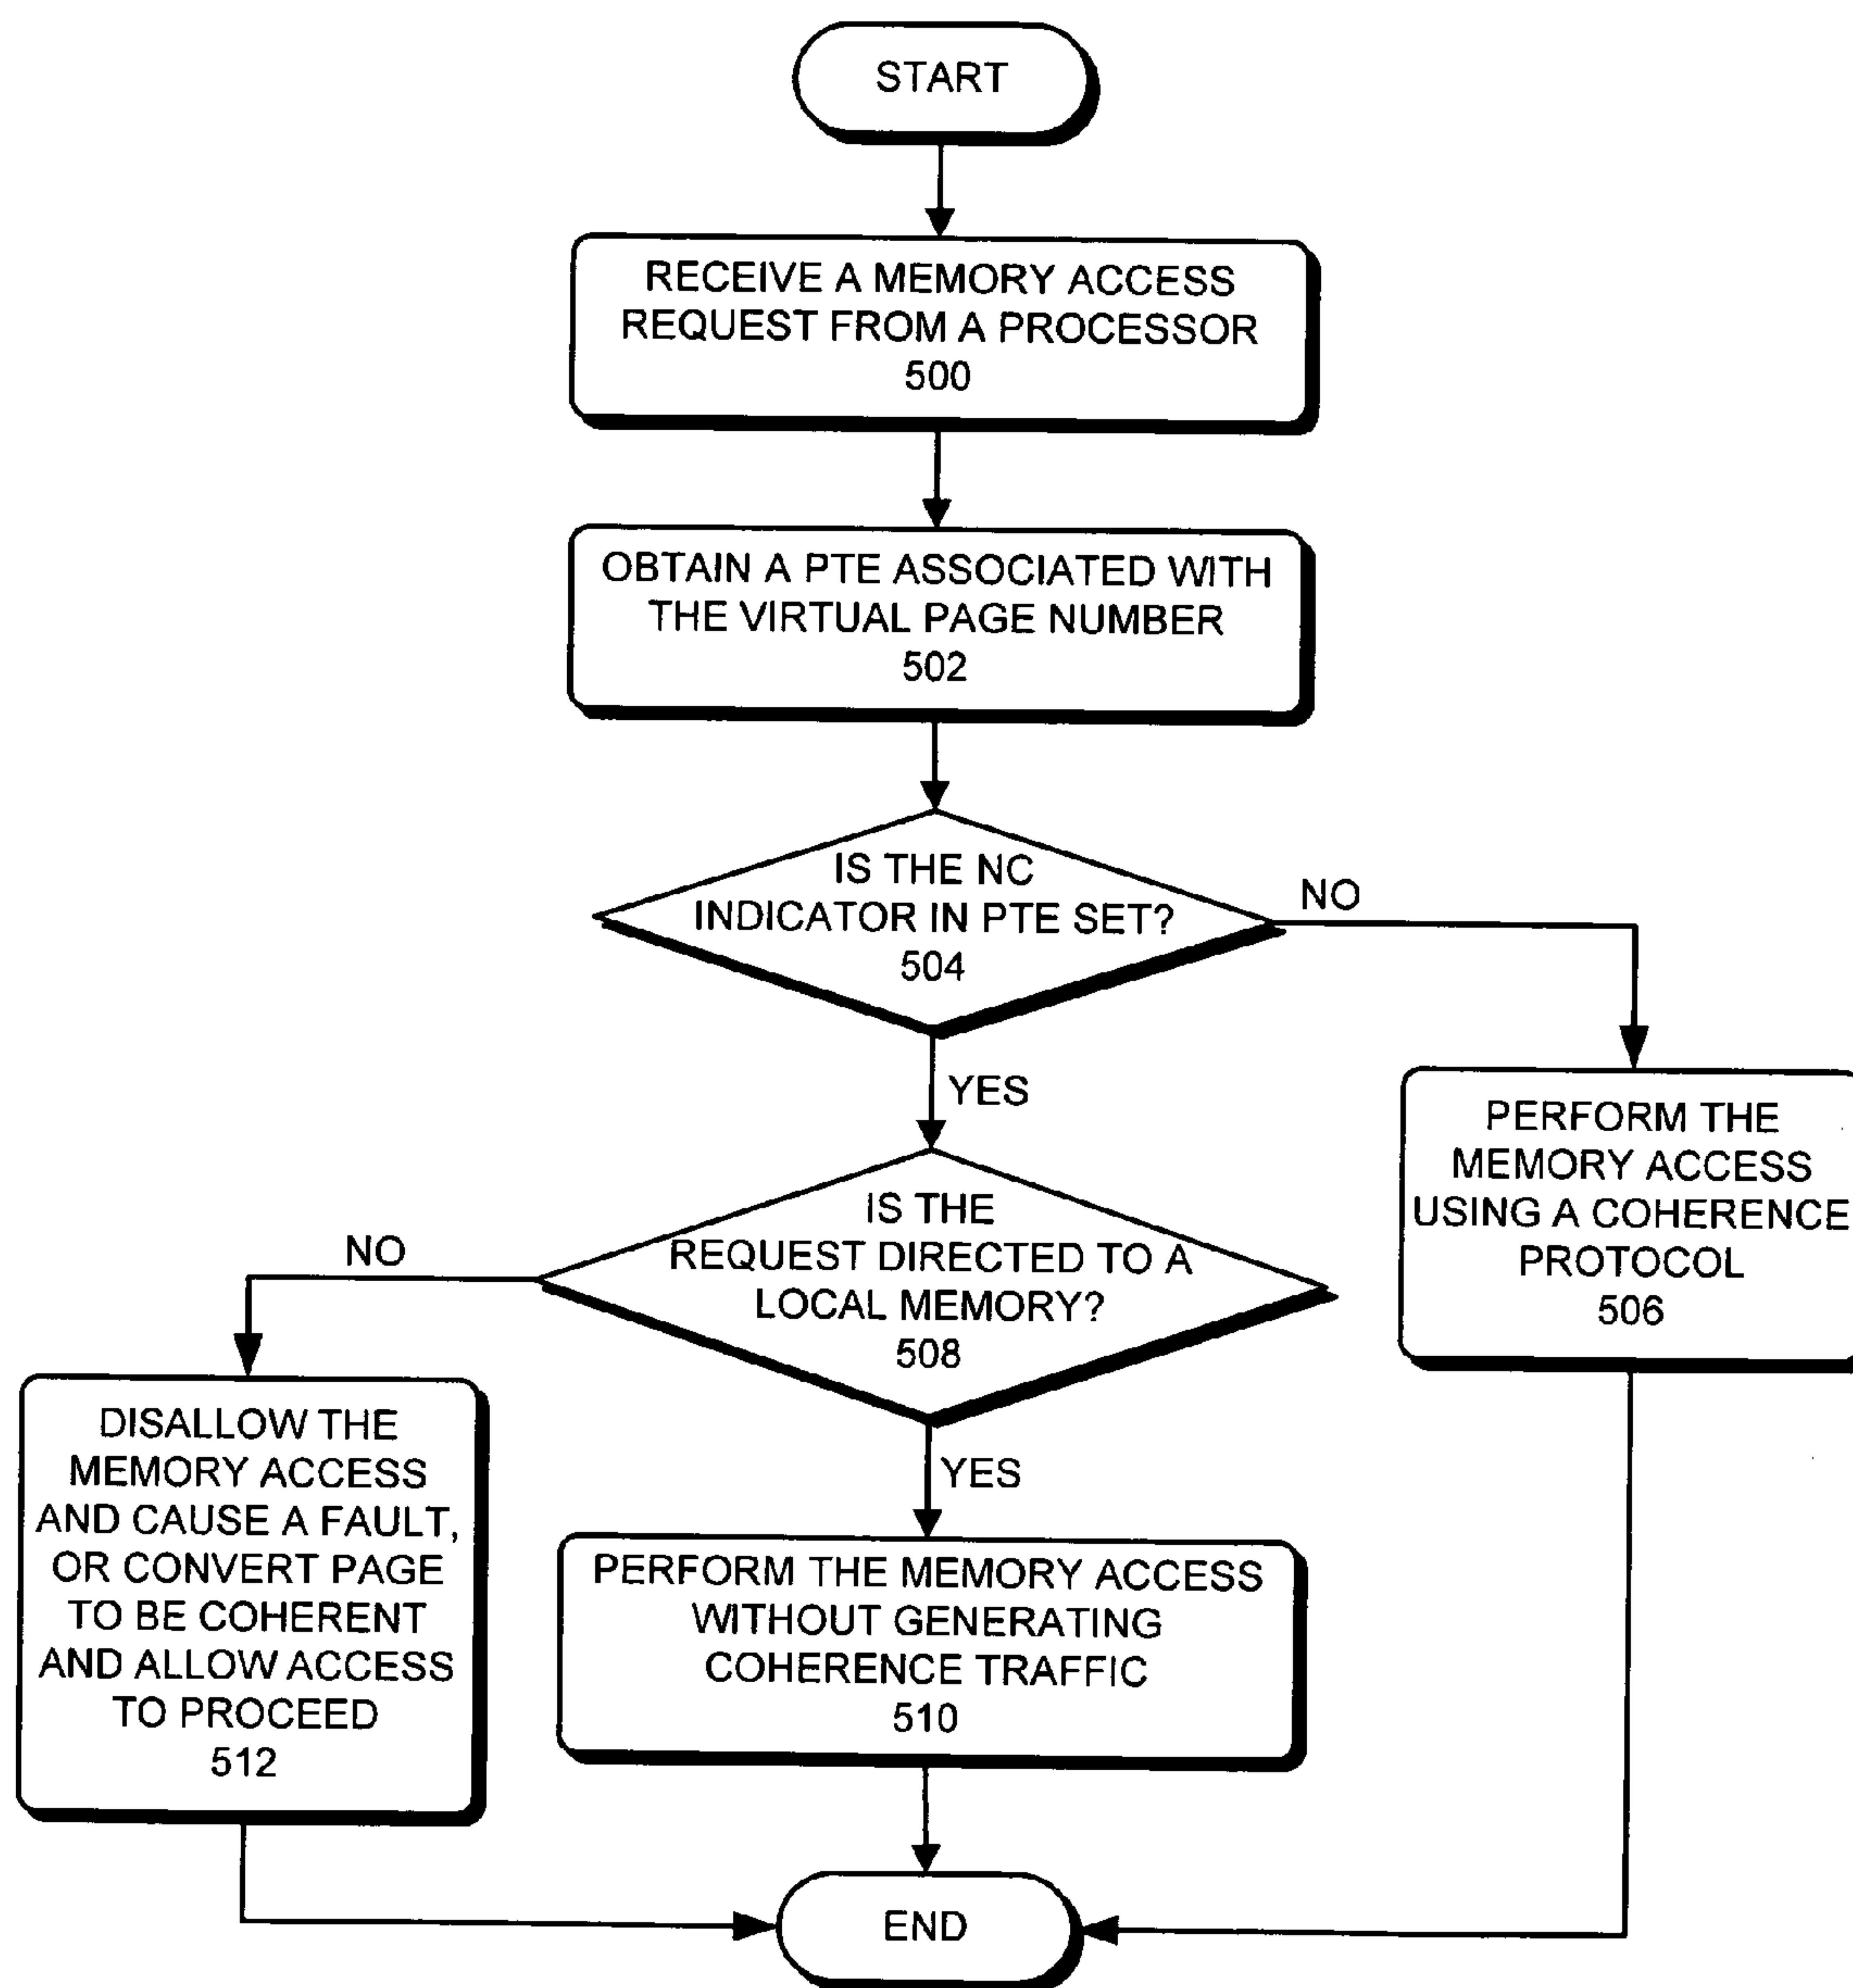 START
RECEIVE A MEMORY ACCESS
REQUEST FROM A PROCESSOR
500
OBTAIN A PTE ASSOCIATED WITH
THE VIRTUAL PAGE NUMBER
502
IS THE NC
INDICATOR IN PTE SET?
504
NO
YES
PERFORM THE
MEMORY ACCESS
USING A COHERENCE
PROTOCOL
506
IS THE
REQUEST DIRECTED TO A
LOCAL MEMORY?
508
NO
YES
DISALLOW THE
MEMORY ACCESS
AND CAUSE A FAULT,
OR CONVERT PAGE
TO BE COHERENT
AND ALLOW ACCESS
TO PROCEED
512
PERFORM THE MEMORY ACCESS
WITHOUT GENERATING
COHERENCE TRAFFIC
510
END